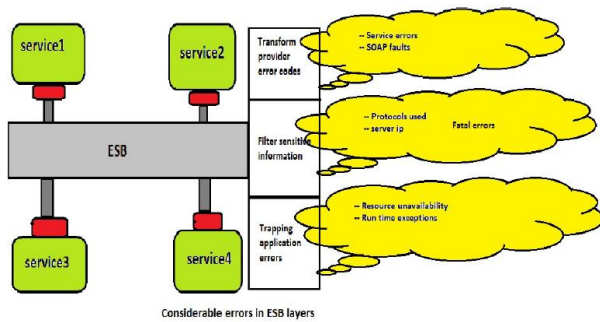 service1
service2
ESB
service3
service4
Transform
provider
error codes
-- Service errors
-- SOAP faults
Filter sensition
information
-- Protocols used
-- server ip
Fatal errors
Trapping
application
errors
-- Resource unavailability
-- Run time exceptions
Considerable errors in ESB layers